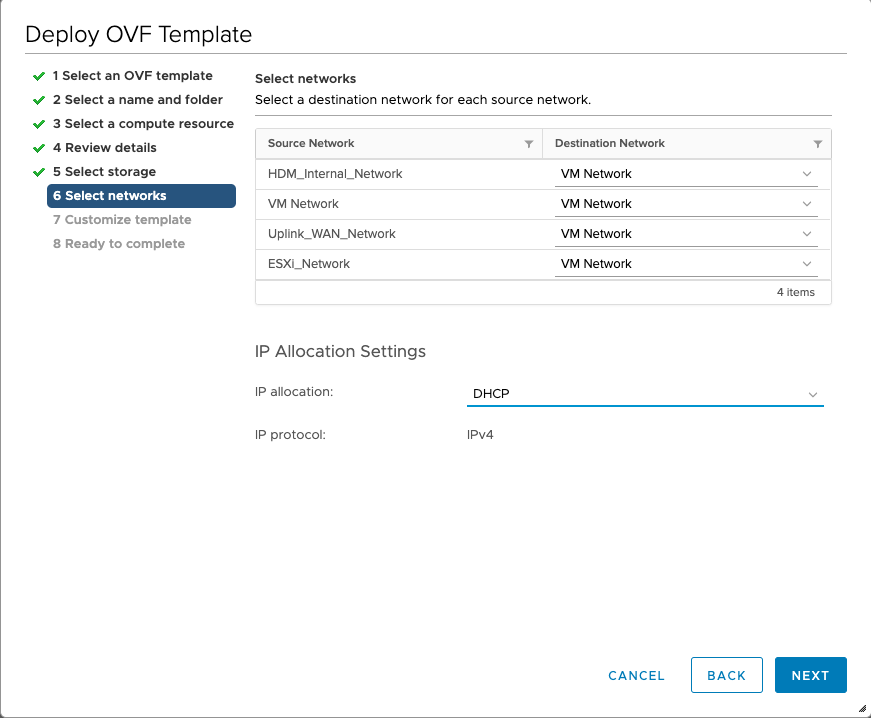 Deploy OVF Template
1 Select an OVF template
2 Select a name and folder
3 Select a compute resource
4 Review details
5 Select storage
6 Select networks
7 Customize template
8 Ready to complete
Select networks
Select a destination network for each source network.
Source Network Destination Network
HDM_Internal_Network VM Network
VM Network VM Network
Uplink_WAN_Network VM Network
ESXi_Network VM Network
4 items
IP Allocation Settings
IP allocation: DHCP
IP protocol: IPv4
CANCEL BACK NEXT